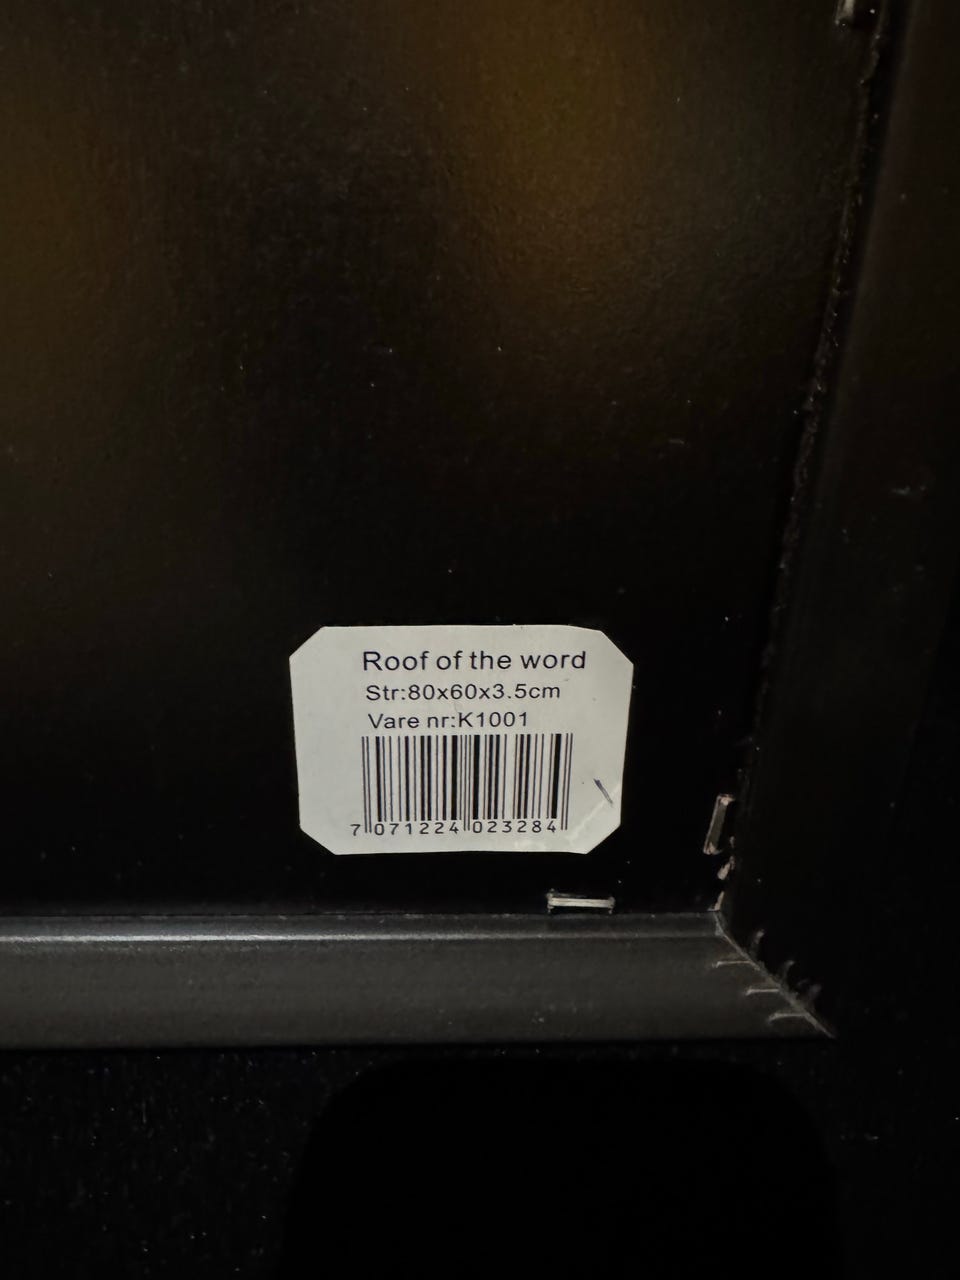 Roof of the word
Str:80x60x3.5cm
Vare nr:K1001
7 071224 023284